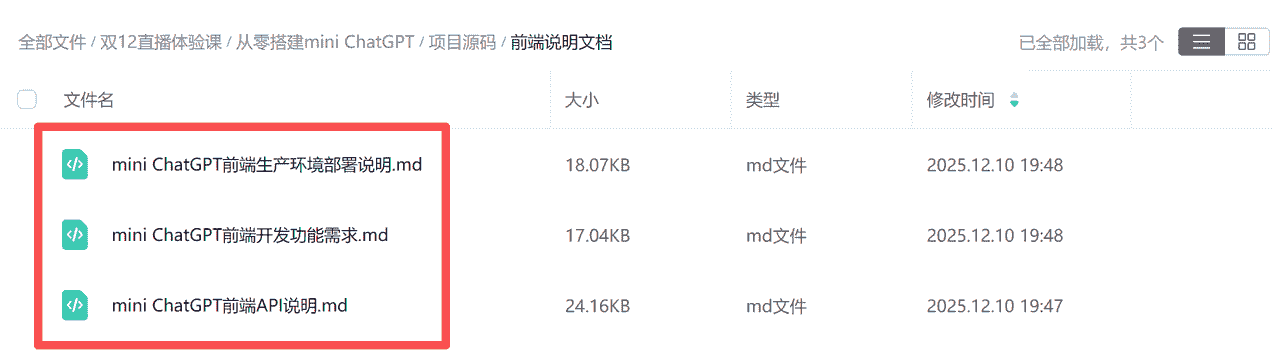 全部文件 / 双12直播体验课 / 从零搭建mini ChatGPT / 项目源码 / 前端说明文档 已全部加载，共3个
文件名 大小 类型 修改时间
mini ChatGPT前端生产环境部署说明.md 18.07KB md文件 2025.12.10 19:48
mini ChatGPT前端开发功能需求.md 17.04KB md文件 2025.12.10 19:48
mini ChatGPT前端API说明.md 24.16KB md文件 2025.12.10 19:47